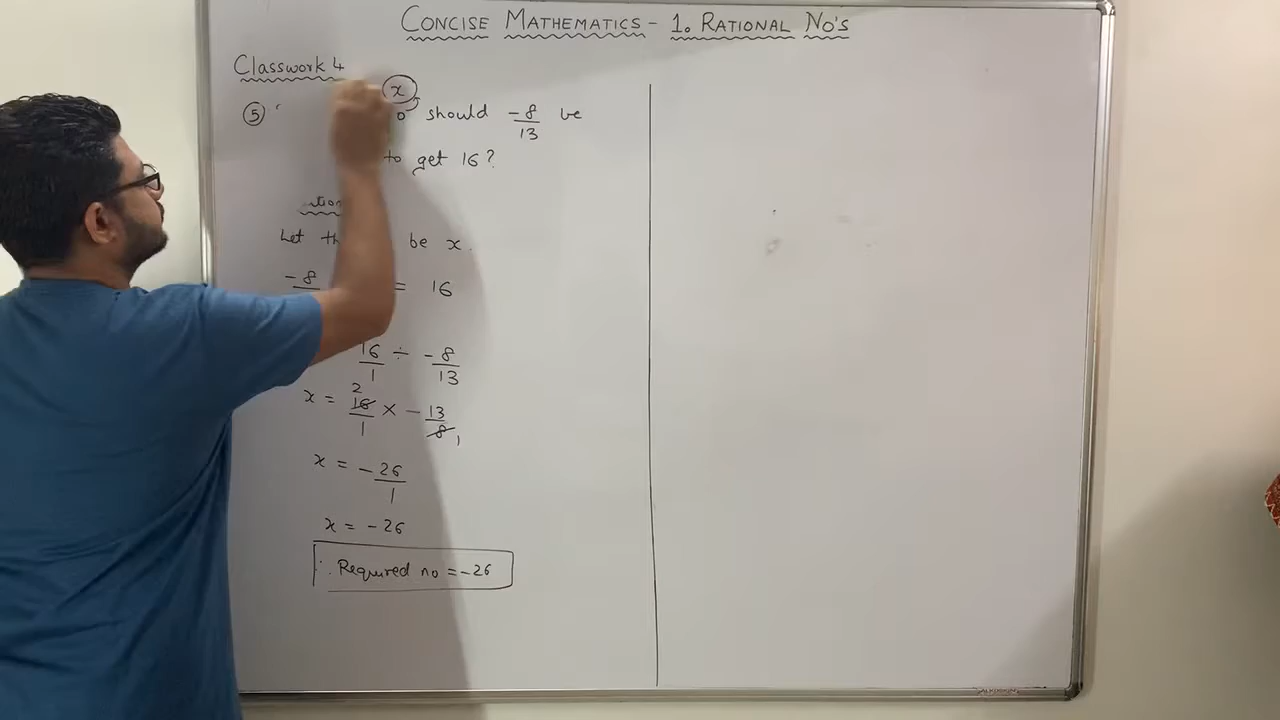 CONCISE MATHEMATICS - 1. RATIONAL NO'S
Classwork 4
x
⑤ should -8/13 be
to get 16?
Let be x.
-8 = 16
16/1 ÷ -8/13
2 1
x = 16/1 × -13/8
x = -26/1
x = -26
∴ Required no = -26